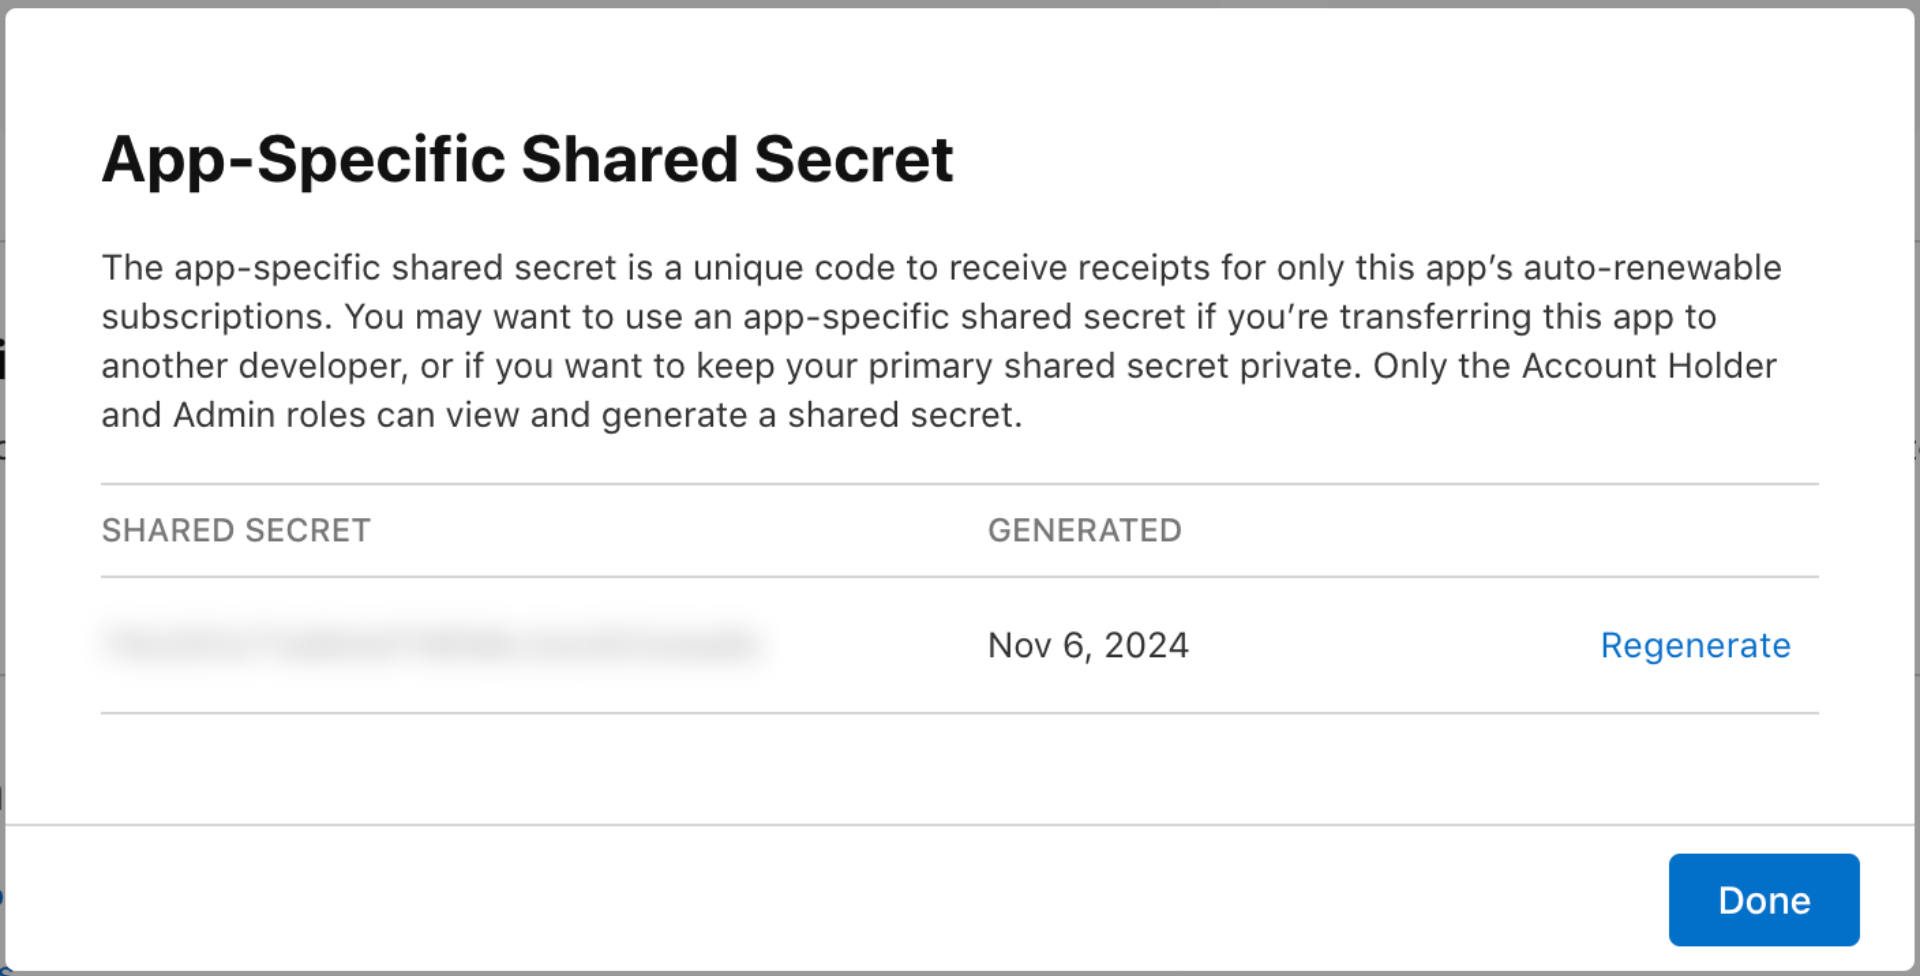 App-Specific Shared Secret
The app-specific shared secret is a unique code to receive receipts for only this app’s auto-renewable
subscriptions. You may want to use an app-specific shared secret if you’re transferring this app to
another developer, or if you want to keep your primary shared secret private. Only the Account Holder
and Admin roles can view and generate a shared secret.
SHARED SECRET GENERATED
Nov 6, 2024 Regenerate
Done